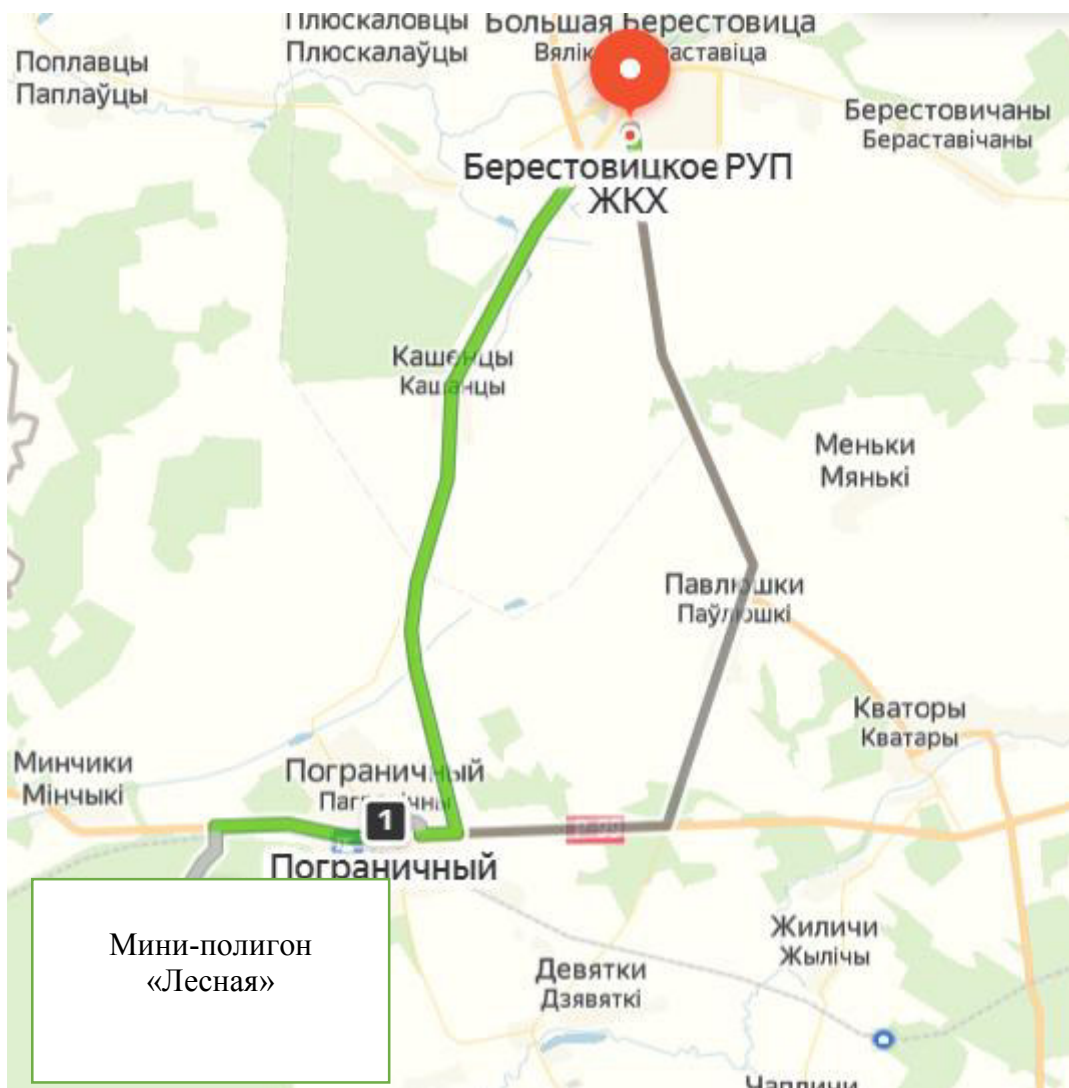 Плюскаловцы
Плюскалаўцы
Большая Берестовица
Поплавцы
Паплаўцы
Берестовичаны
Бераставічаны
Берестовицкое РУП
ЖКХ
Кашенцы
Кашанцы
Меньки
Мянькі
Павлюшки
Паўлюшкі
Кваторы
Кватары
Минчики
Мінчыкі
Пограничный
1
Пограничный
Мини-полигон
«Лесная»
Жиличи
Жылічы
Девятки
Дзявяткі